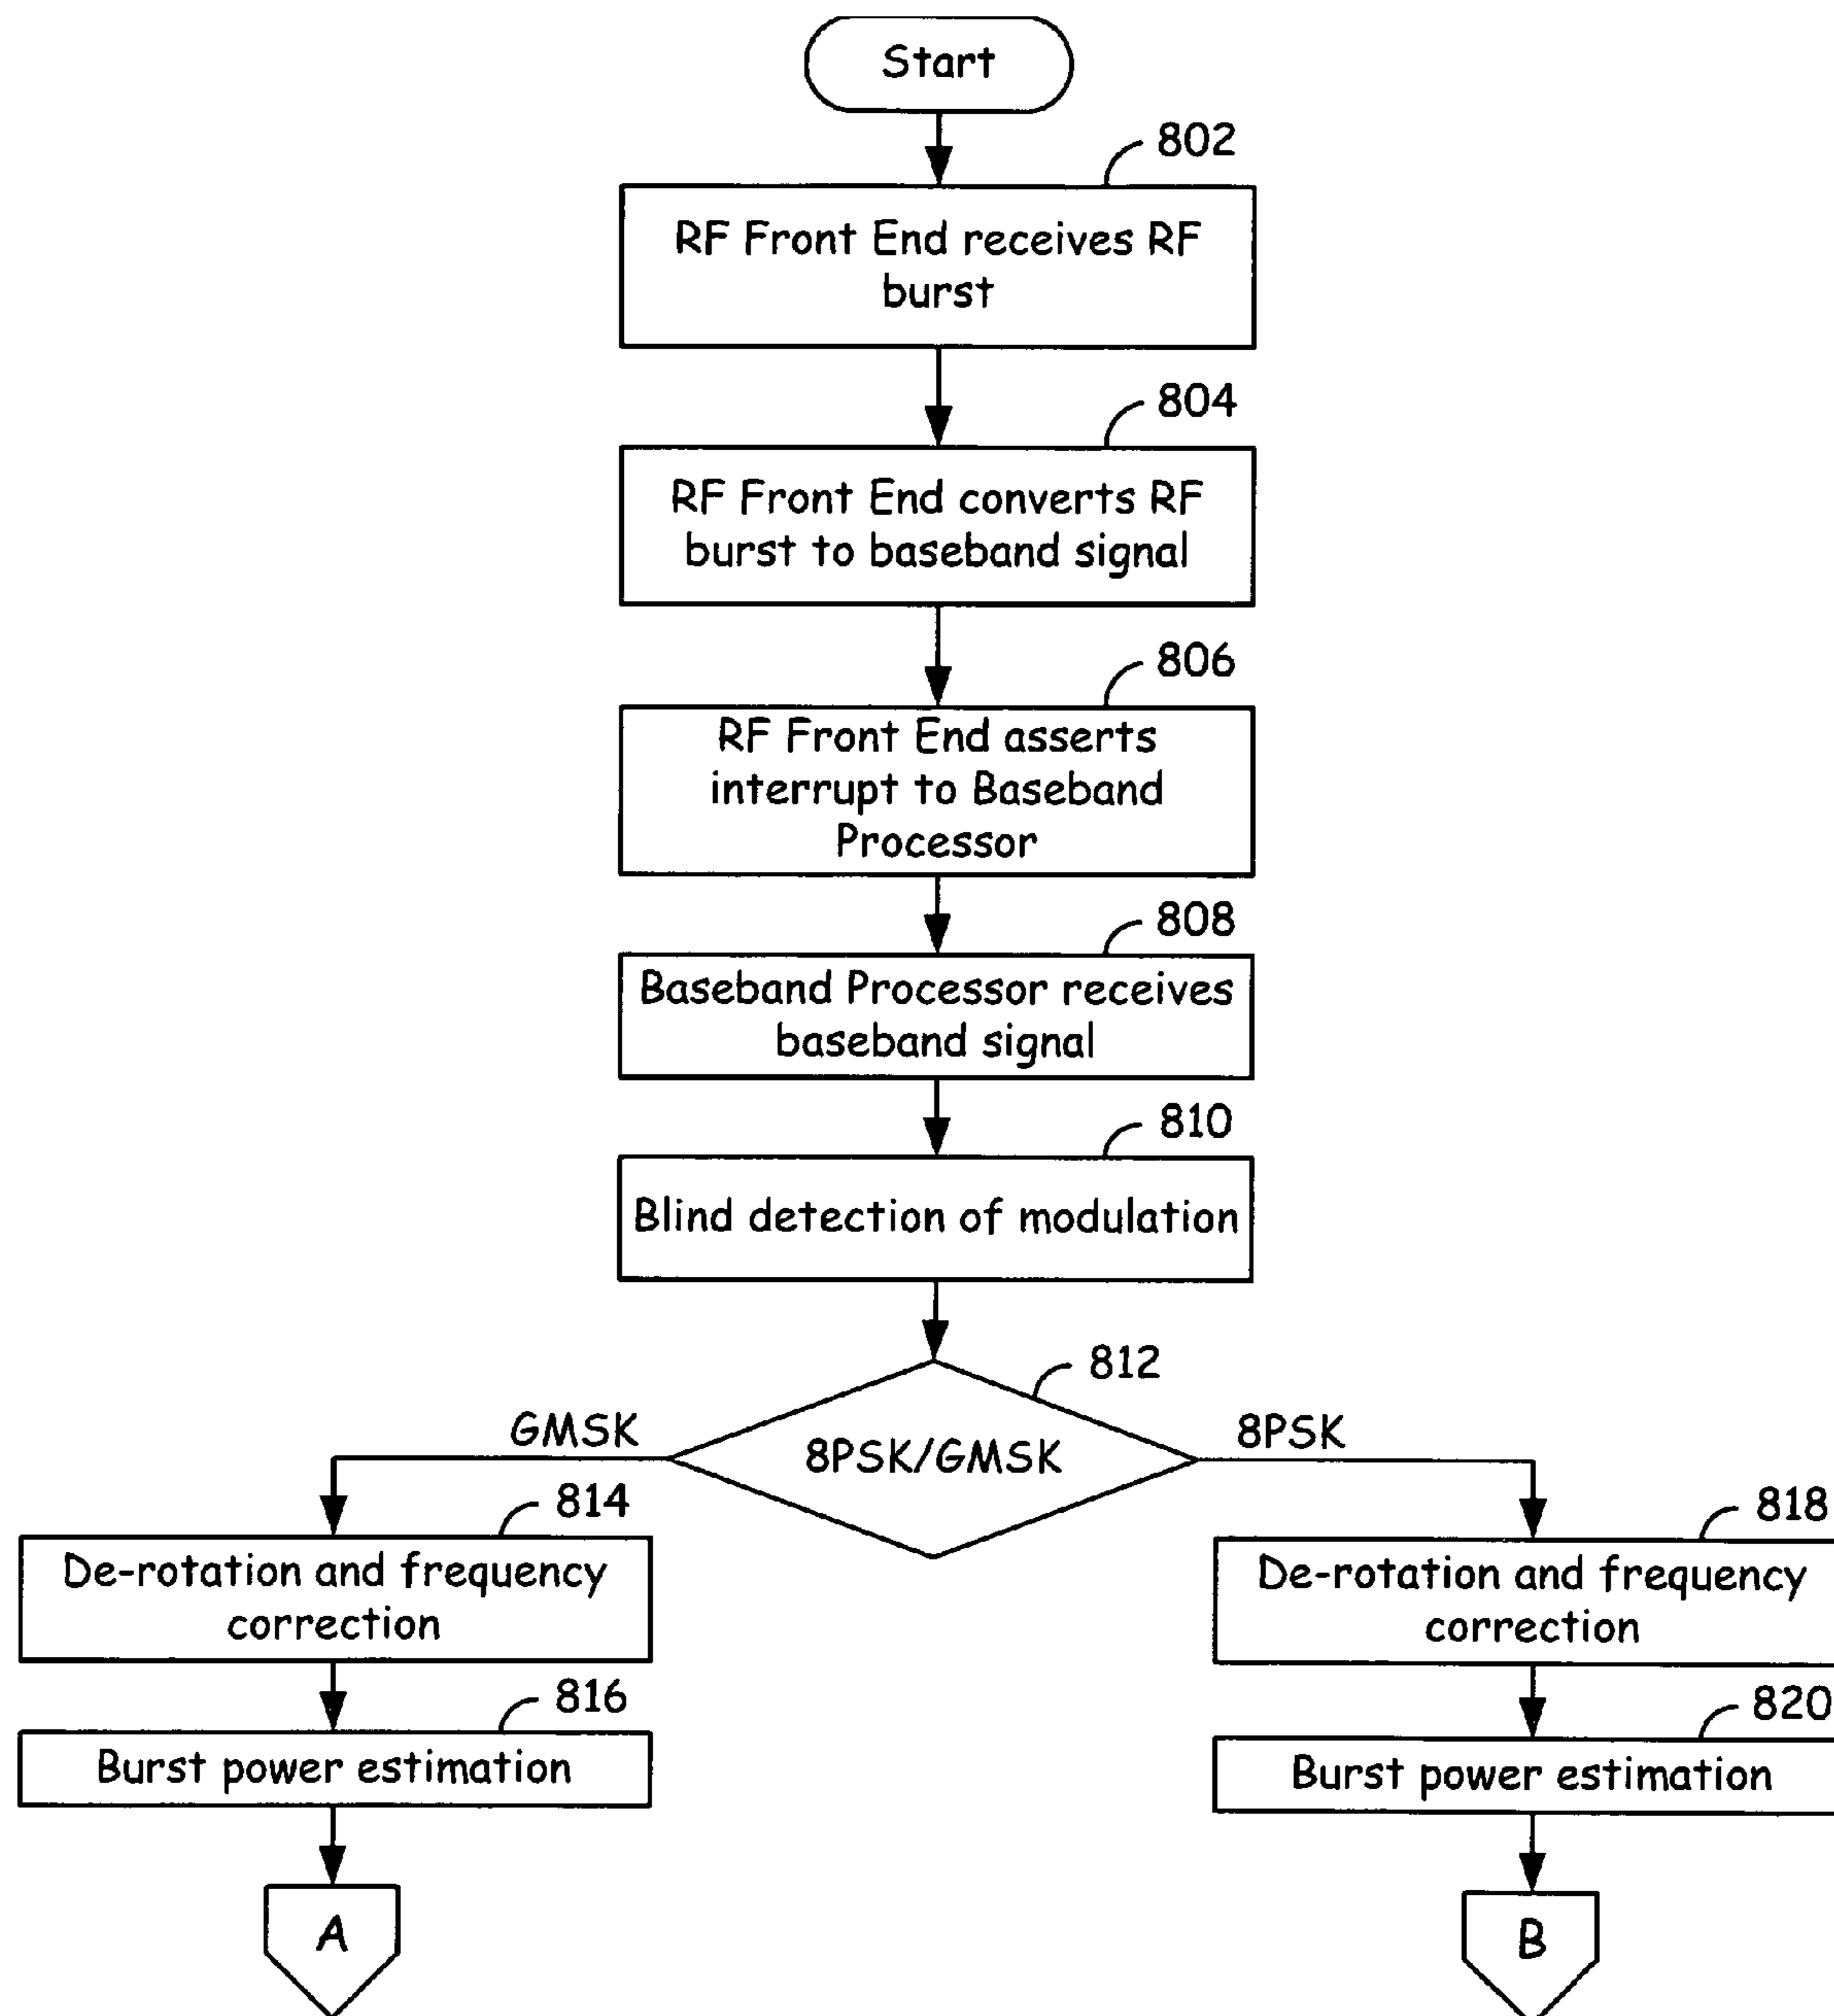 Start
802
RF Front End receives RF
burst
804
RF Front End converts RF
burst to baseband signal
806
RF Front End asserts
interrupt to Baseband
Processor
808
Baseband Processor receives
baseband signal
810
Blind detection of modulation
812
8PSK/GMSK
GMSK
8PSK
814
De-rotation and frequency
correction
816
Burst power estimation
A
818
De-rotation and frequency
correction
820
Burst power estimation
B